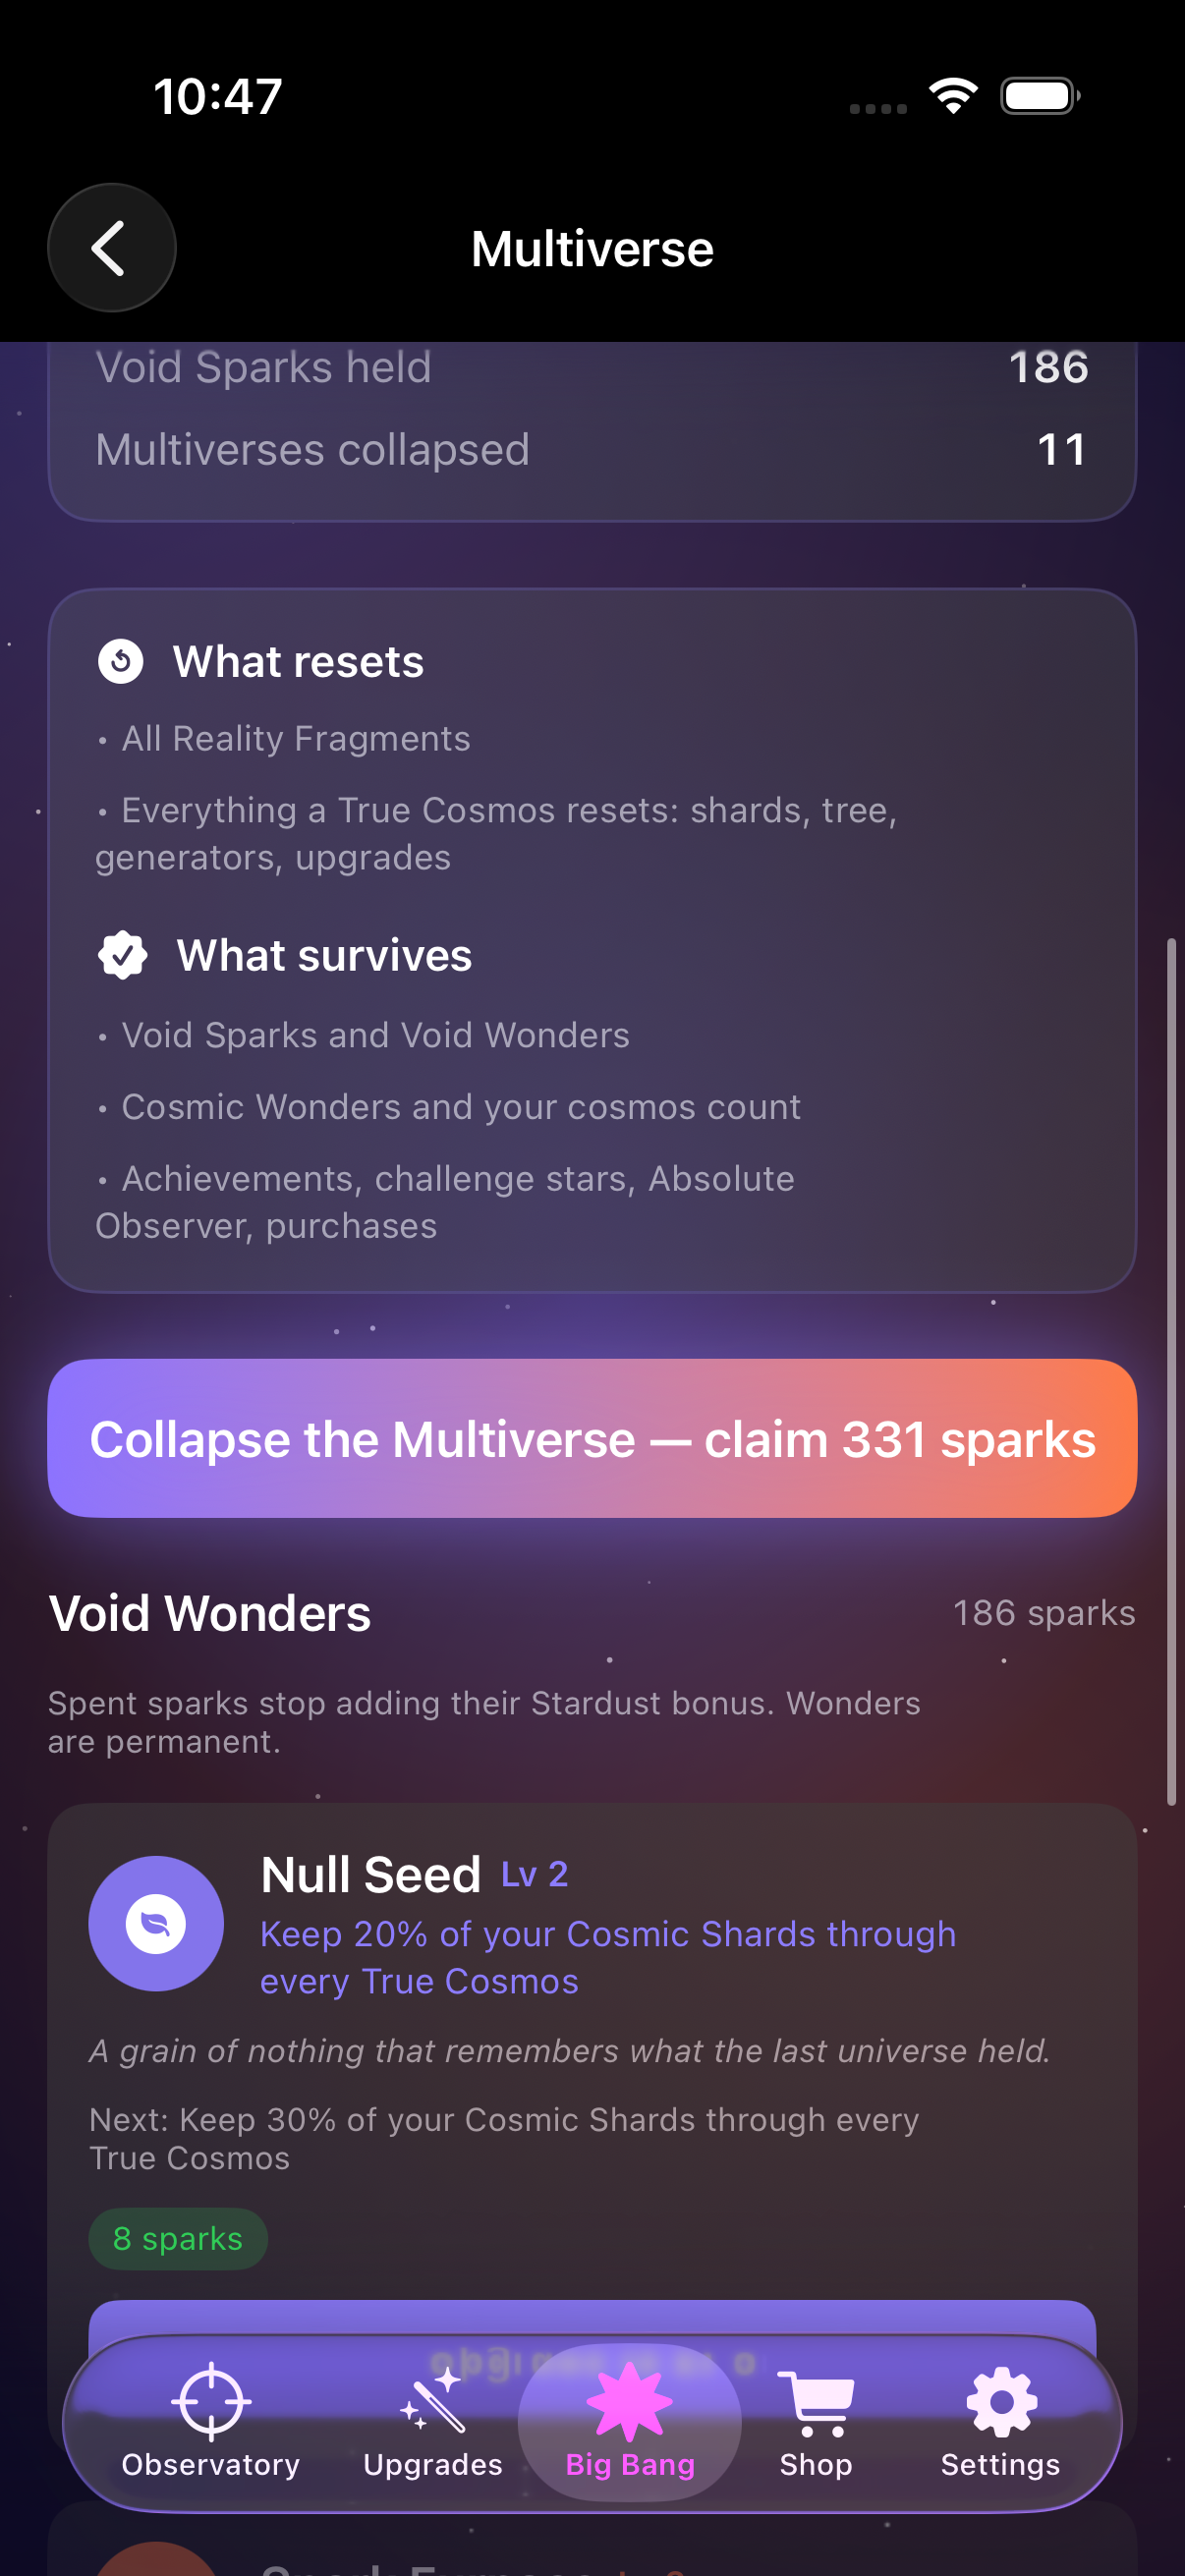 10:47
Multiverse
Void Sparks held 186
Multiverses collapsed 11
What resets
• All Reality Fragments
• Everything a True Cosmos resets: shards, tree,
generators, upgrades
What survives
• Void Sparks and Void Wonders
• Cosmic Wonders and your cosmos count
• Achievements, challenge stars, Absolute
Observer, purchases
Collapse the Multiverse — claim 331 sparks
Void Wonders 186 sparks
Spent sparks stop adding their Stardust bonus. Wonders
are permanent.
Null Seed Lv 2
Keep 20% of your Cosmic Shards through
every True Cosmos
A grain of nothing that remembers what the last universe held.
Next: Keep 30% of your Cosmic Shards through every
True Cosmos
8 sparks
Observatory Upgrades Big Bang Shop Settings